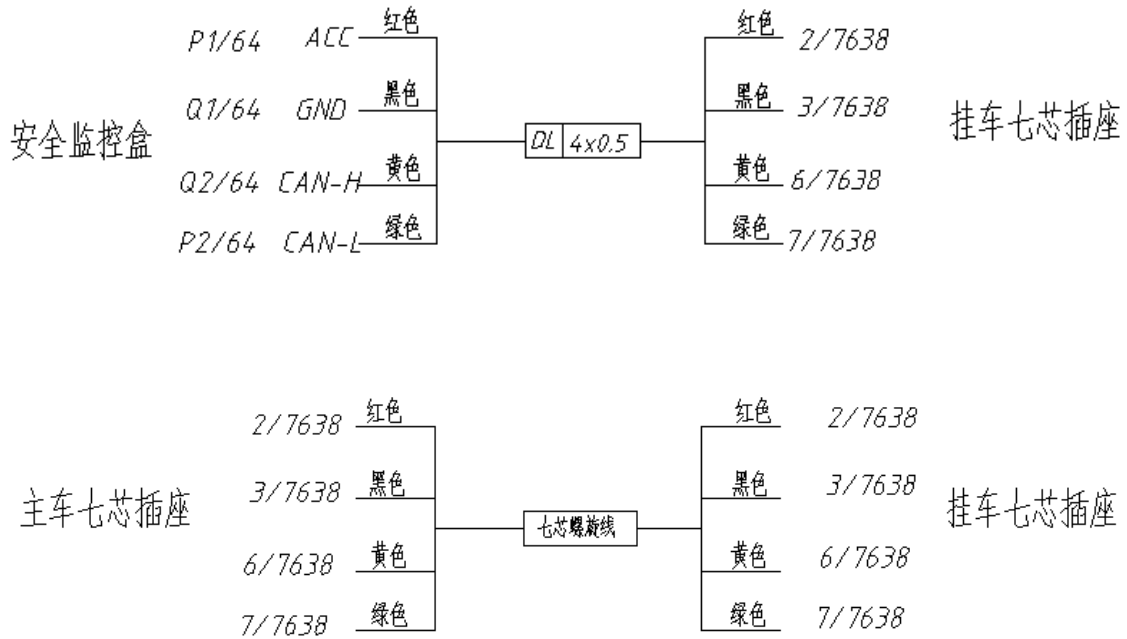 P1/64 ACC 红色 红色 2/7638
Q1/64 GND 黑色 黑色 3/7638
安全监控盒 DL 4x0.5 挂车七芯插座
Q2/64 CAN-H 黄色 黄色 6/7638
P2/64 CAN-L 绿色 绿色 7/7638
2/7638 红色 红色 2/7638
3/7638 黑色 黑色 3/7638
主车七芯插座 七芯螺旋线 挂车七芯插座
6/7638 黄色 黄色 6/7638
7/7638 绿色 绿色 7/7638